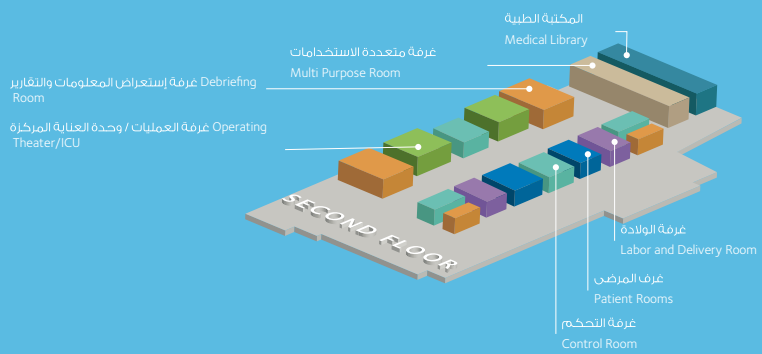 المكتبة الطبية
Medical Library
غرفة متعددة الاستخدامات
Multi Purpose Room
غرفة إستعراض المعلومات والتقارير Debriefing
Room
غرفة العمليات / وحدة العناية المركزة Operating
Theater/ICU
SECOND FLOOR
غرفة الولادة
Labor and Delivery Room
غرف المرضى
Patient Rooms
غرفة التحكم
Control Room